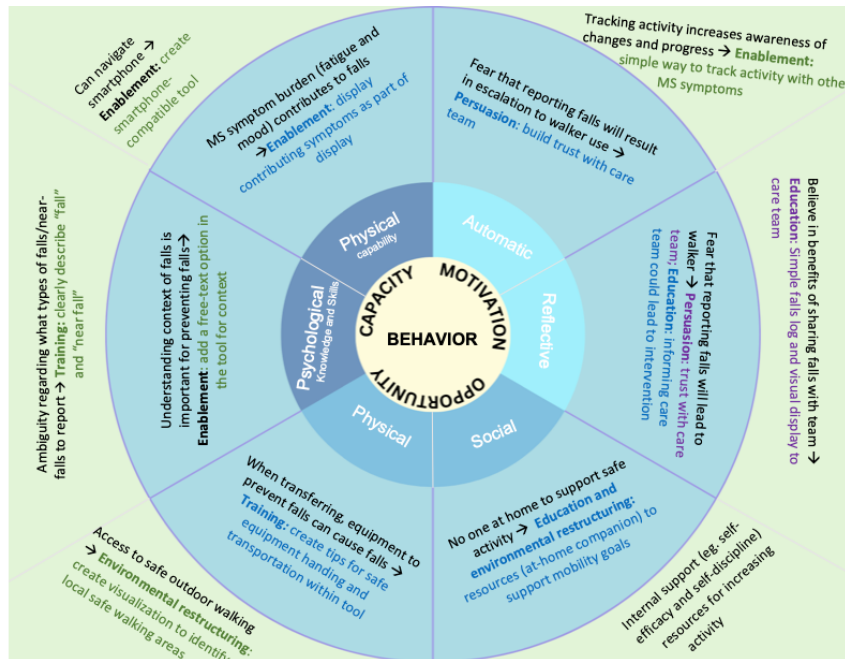 Can navigate
smartphone →
Enablement: create
smartphone-
compatible tool
MS symptom burden (fatigue and
mood) contributes to falls
→Enablement: display
contributing symptoms as part of
display
Fear that reporting falls will result
in escalation to walker use →
Persuasion: build trust with care
team
Tracking activity increases awareness of
changes and progress → Enablement:
simple way to track activity with othe
MS symptoms
Ambiguity regarding what types of falls/near-
falls to report → Training: clearly describe “fall”
and “near fall”
Understanding context of falls is
important for preventing falls→
Enablement: add a free-text option in
the tool for context
Physical
capability
Psychological
Knowledge and Skills
Automatic
Reflective
Physical
Social
CAPACITY
MOTIVATION
OPPORTUNITY
BEHAVIOR
Fear that reporting falls will lead to
walker → Persuasion: trust with care
team; Education: informing care
team could lead to intervention
Believe in benefits of sharing falls with team →
Education: Simple falls log and visual display to
care team
When transferring, equipment to
prevent falls can cause falls →
Training: create tips for safe
equipment handing and
transportation within tool
No one at home to support safe
activity → Education and
environmental restructuring:
resources (at-home companion) to
support mobility goals
Access to safe outdoor walking
→ Environmental restructuring:
create visualization to identify
local safe walking areas
Internal support (eg. self-
efficacy and self-discipline)
resources for increasing
activity